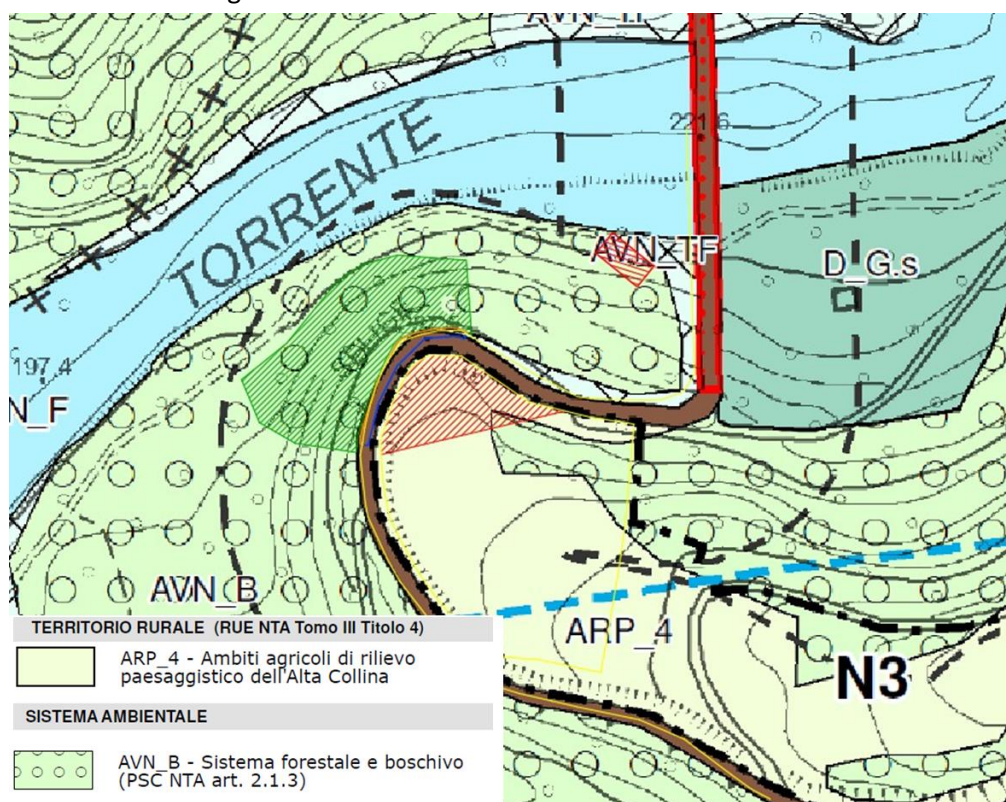 AVN_TF
221.6
TORRENTE
AVN_TF
D_G.s
197.4
N_F
AVN_B
ARP_4
N3
TERRITORIO RURALE (RUE NTA Tomo III Titolo 4)
ARP_4 - Ambiti agricoli di rilievo
paesaggistico dell'Alta Collina
SISTEMA AMBIENTALE
AVN_B - Sistema forestale e boschivo
(PSC NTA art. 2.1.3)